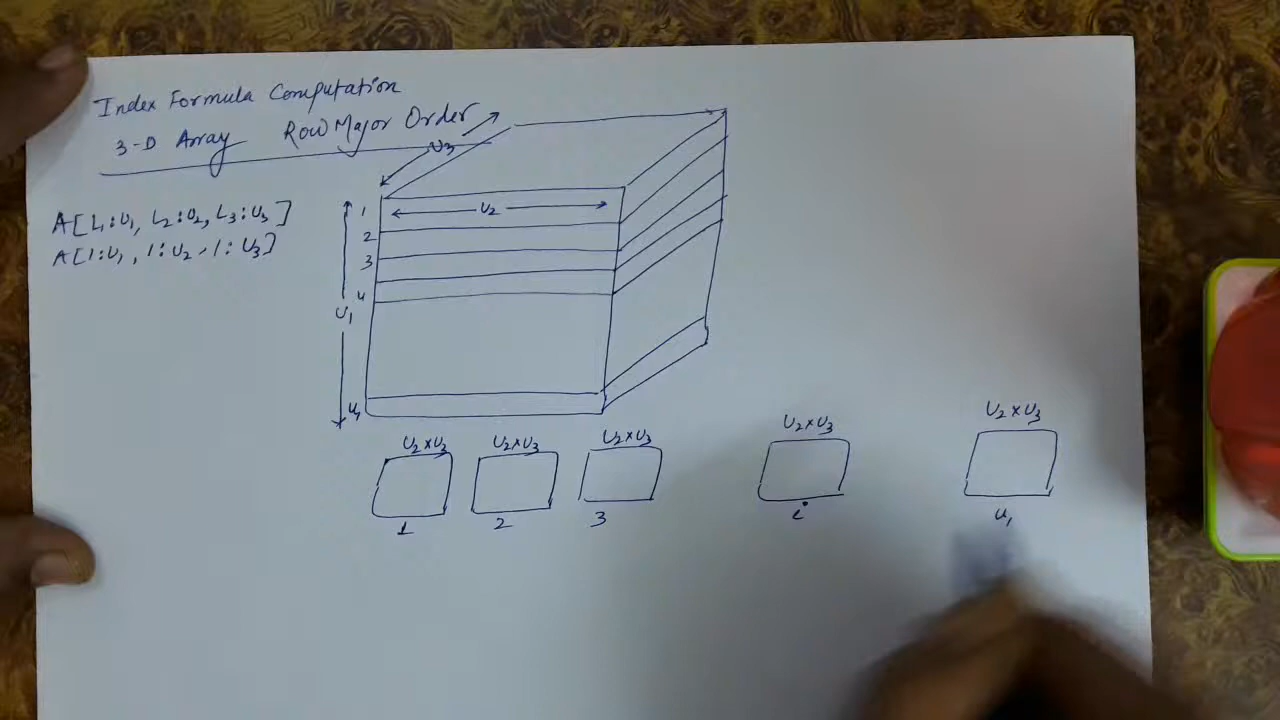 Index Formula Computation
3-D Array Row Major Order
A[L1:U1, L2:U2, L3:U3]
A[1:U1, 1:U2, 1:U3]
U3
1 U2
2
3
4
U1
U1
U2×U3 U2×U3 U2×U3 U2×U3 U2×U3
1 2 3 i U1